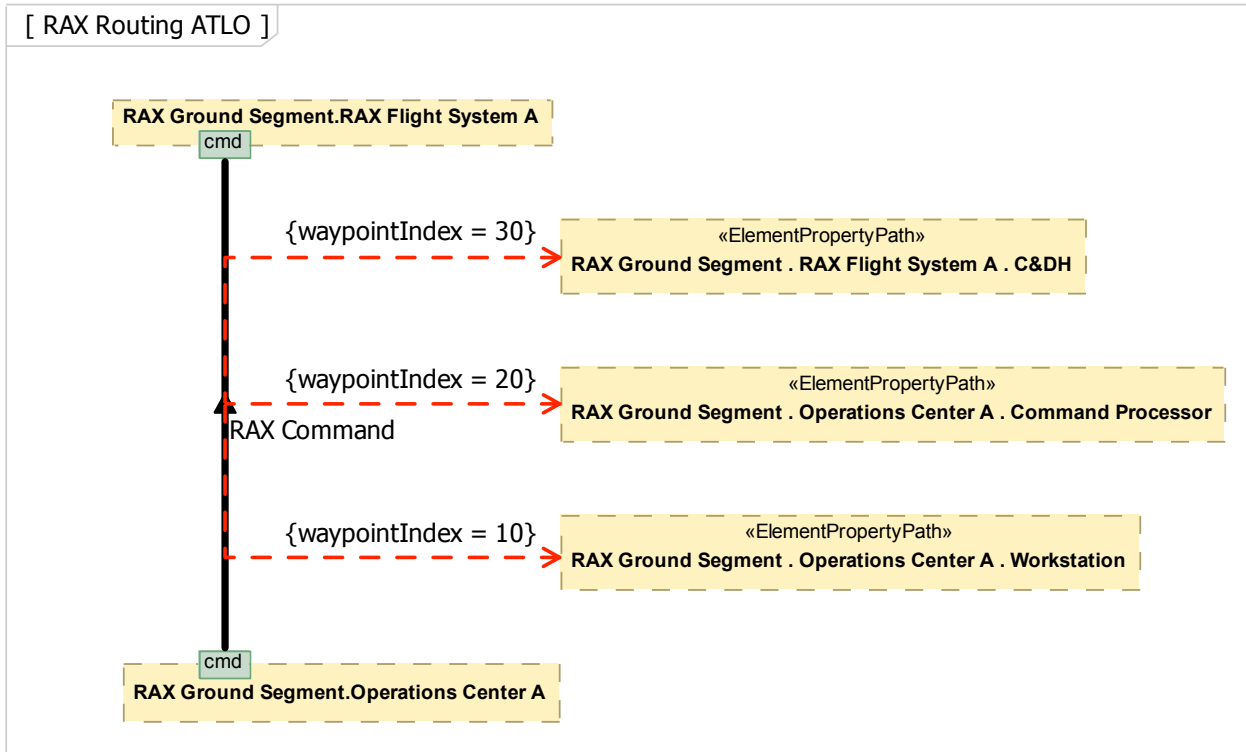 [ RAX Routing ATLO ]
RAX Ground Segment.RAX Flight System A
cmd
{waypointIndex = 30}
«ElementPropertyPath»
RAX Ground Segment . RAX Flight System A . C&DH
{waypointIndex = 20}
«ElementPropertyPath»
RAX Ground Segment . Operations Center A . Command Processor
RAX Command
{waypointIndex = 10}
«ElementPropertyPath»
RAX Ground Segment . Operations Center A . Workstation
cmd
RAX Ground Segment.Operations Center A